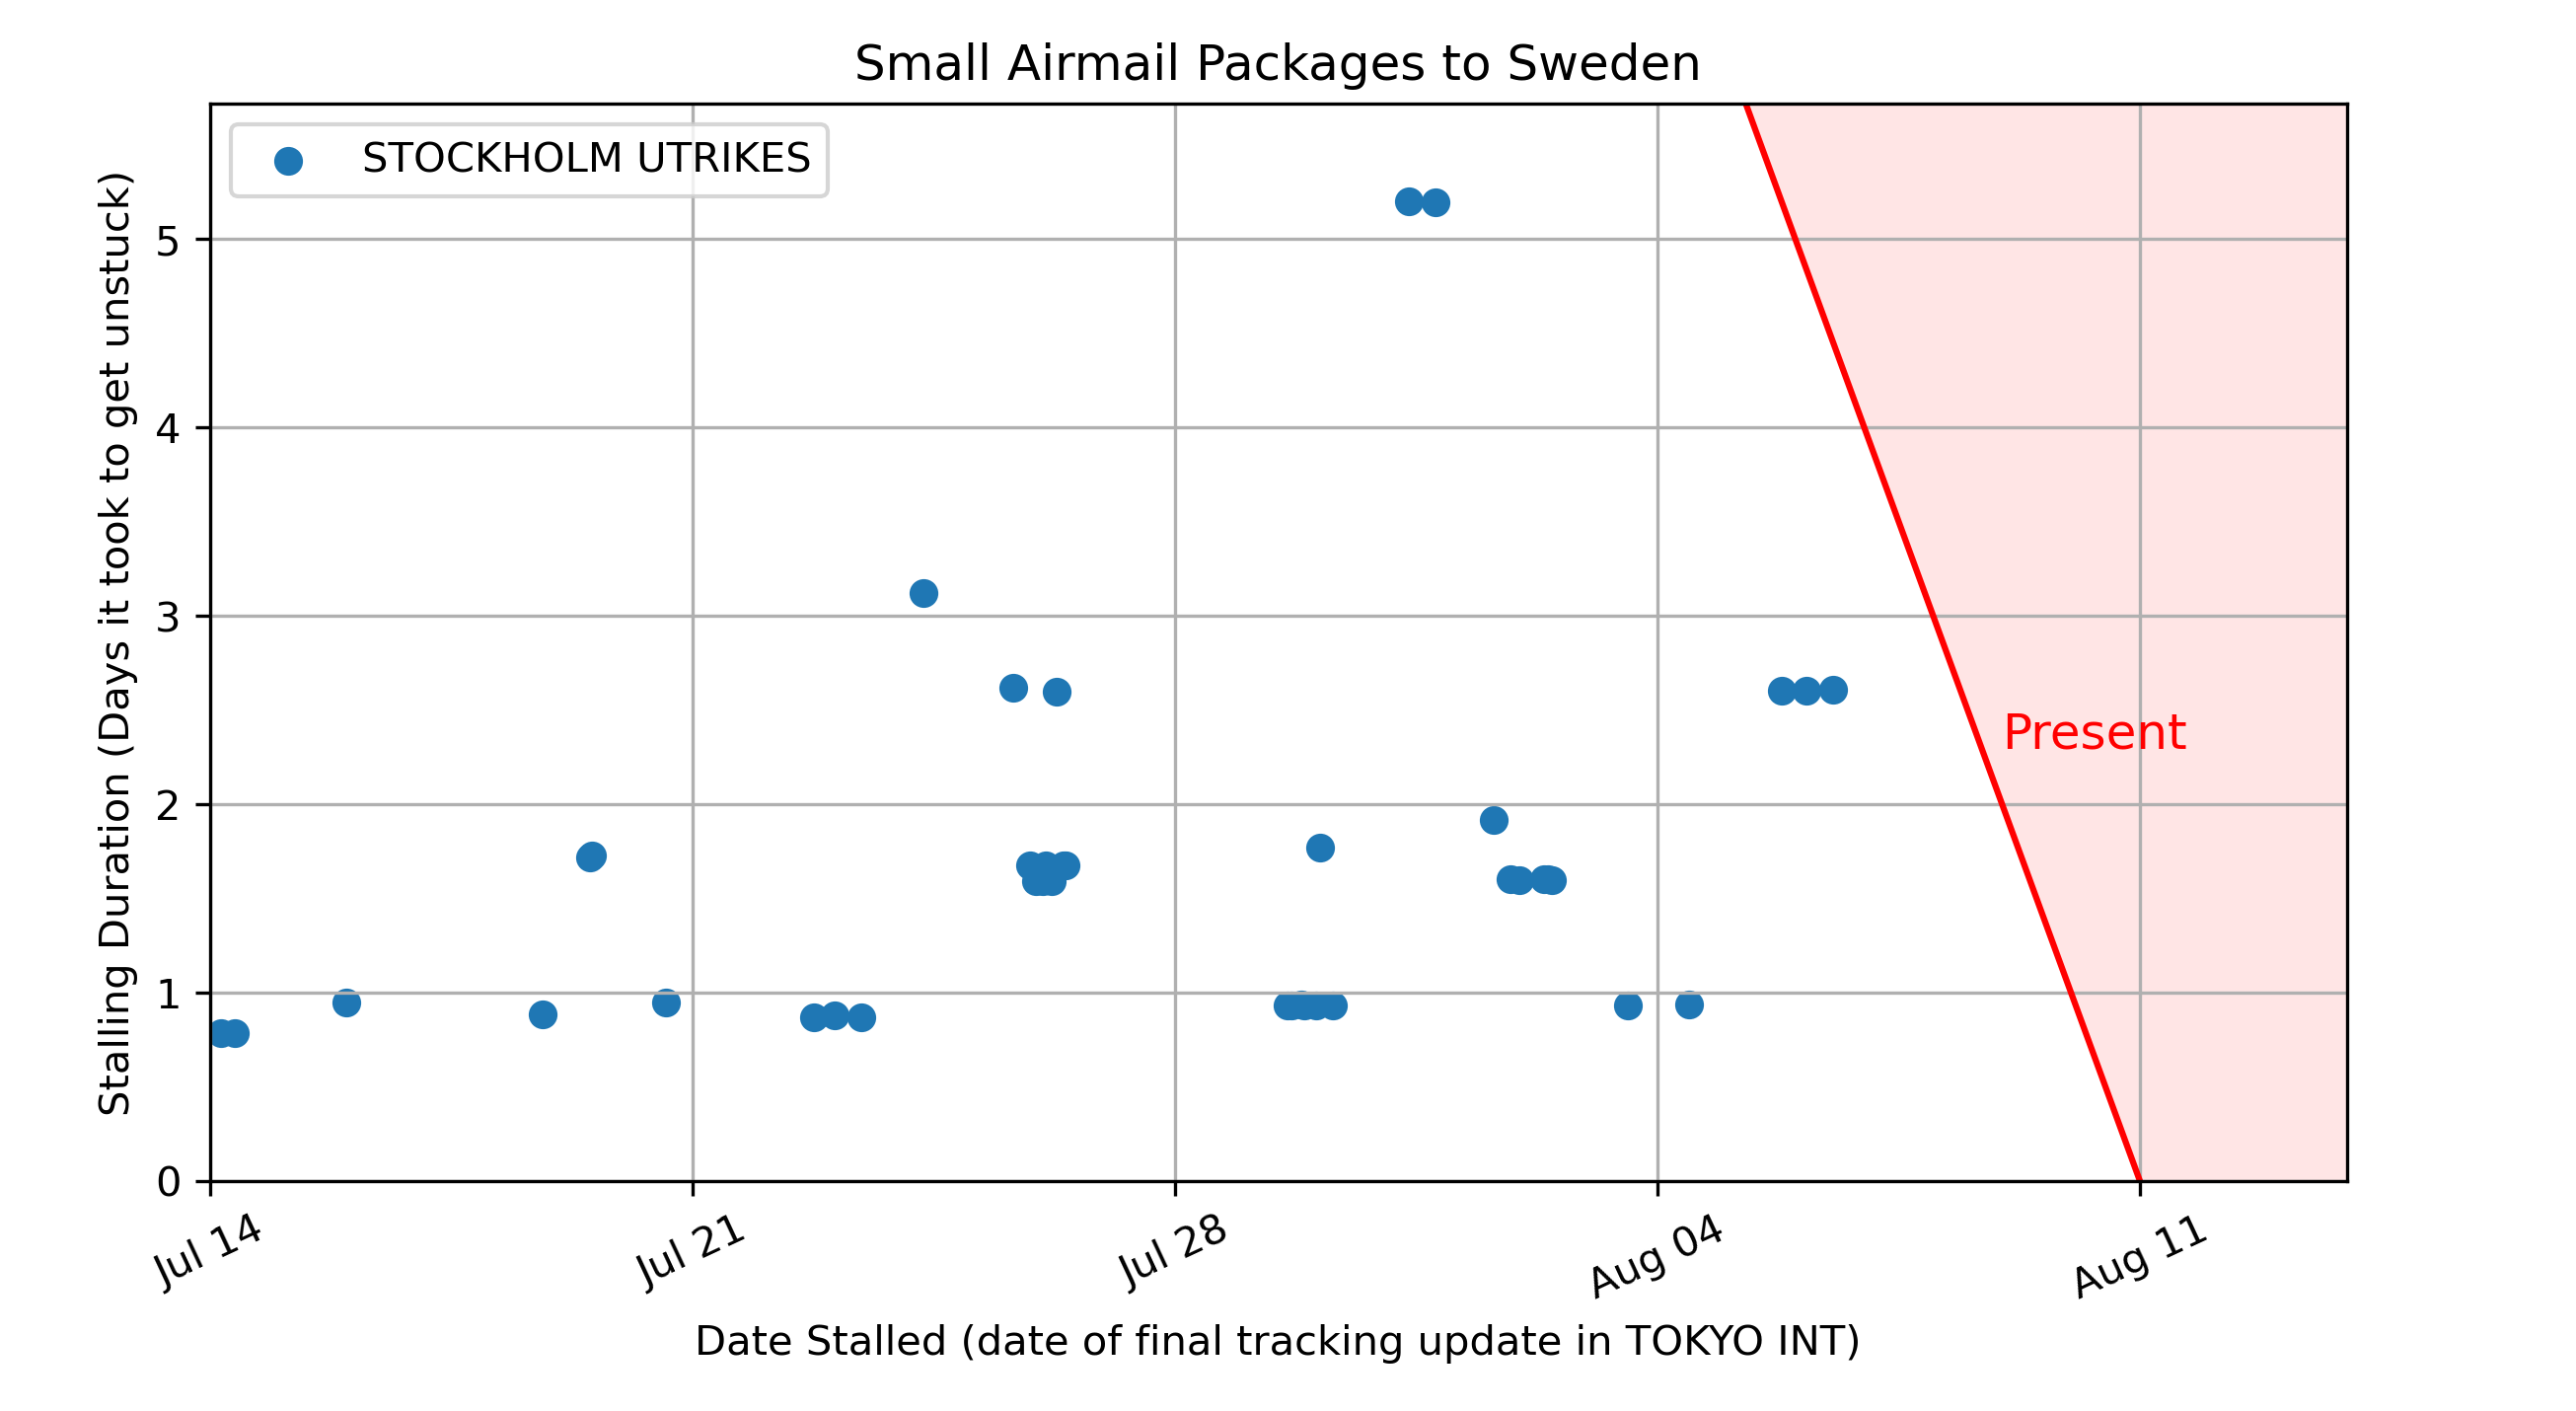 Small Airmail Packages to Sweden
STOCKHOLM UTRIKES
Stalling Duration (Days it took to get unstuck)
5
4
3
2
1
0
Present
Jul 14
Jul 21
Jul 28
Aug 04
Aug 11
Date Stalled (date of final tracking update in TOKYO INT)